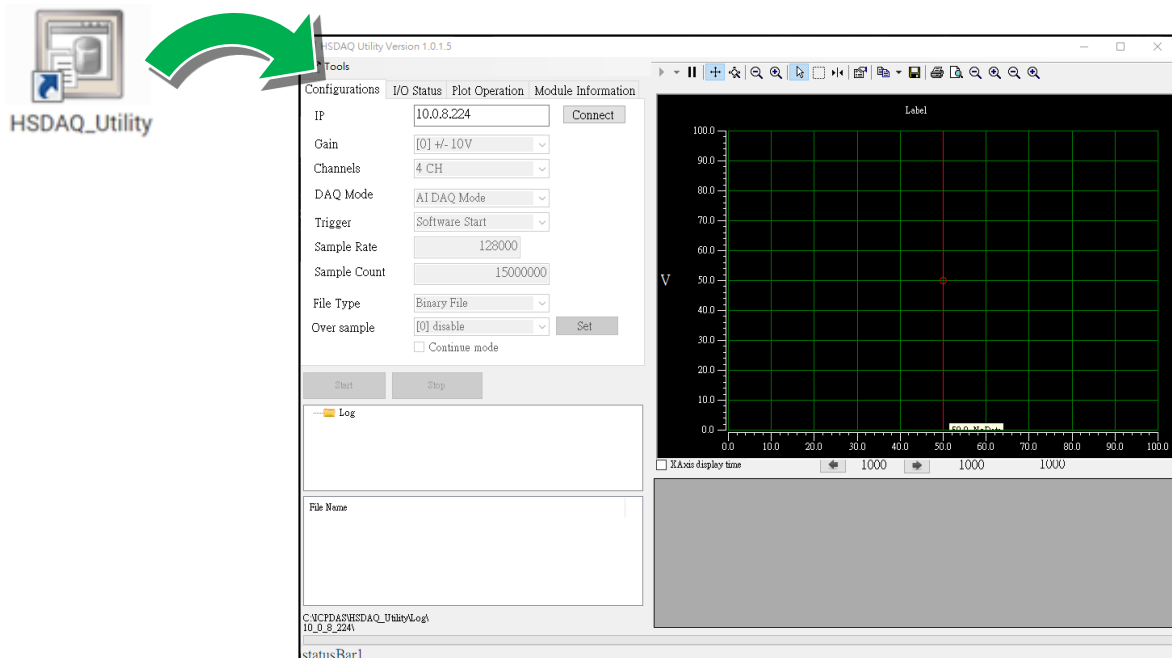 HSDAQ_Utility
HSDAQ Utility Version 1.0.1.5
Tools
Configurations I/O Status Plot Operation Module Information
IP 10.0.8.224 Connect
Gain [0] +/- 10V
Channels 4 CH
DAQ Mode AI DAQ Mode
Trigger Software Start
Sample Rate 128000
Sample Count 15000000
File Type Binary File
Over sample [0] disable Set
Continue mode
Start Stop
Log
File Name
C:\ICPDAS\HSDAQ_Utility\Log\
10_0_8_224\
statusBar1
Label
100.0
90.0
80.0
70.0
60.0
V 50.0
40.0
30.0
20.0
10.0
0.0
50.0, NoData
0.0 10.0 20.0 30.0 40.0 50.0 60.0 70.0 80.0 90.0 100.0
XAxis display time 1000 1000 1000